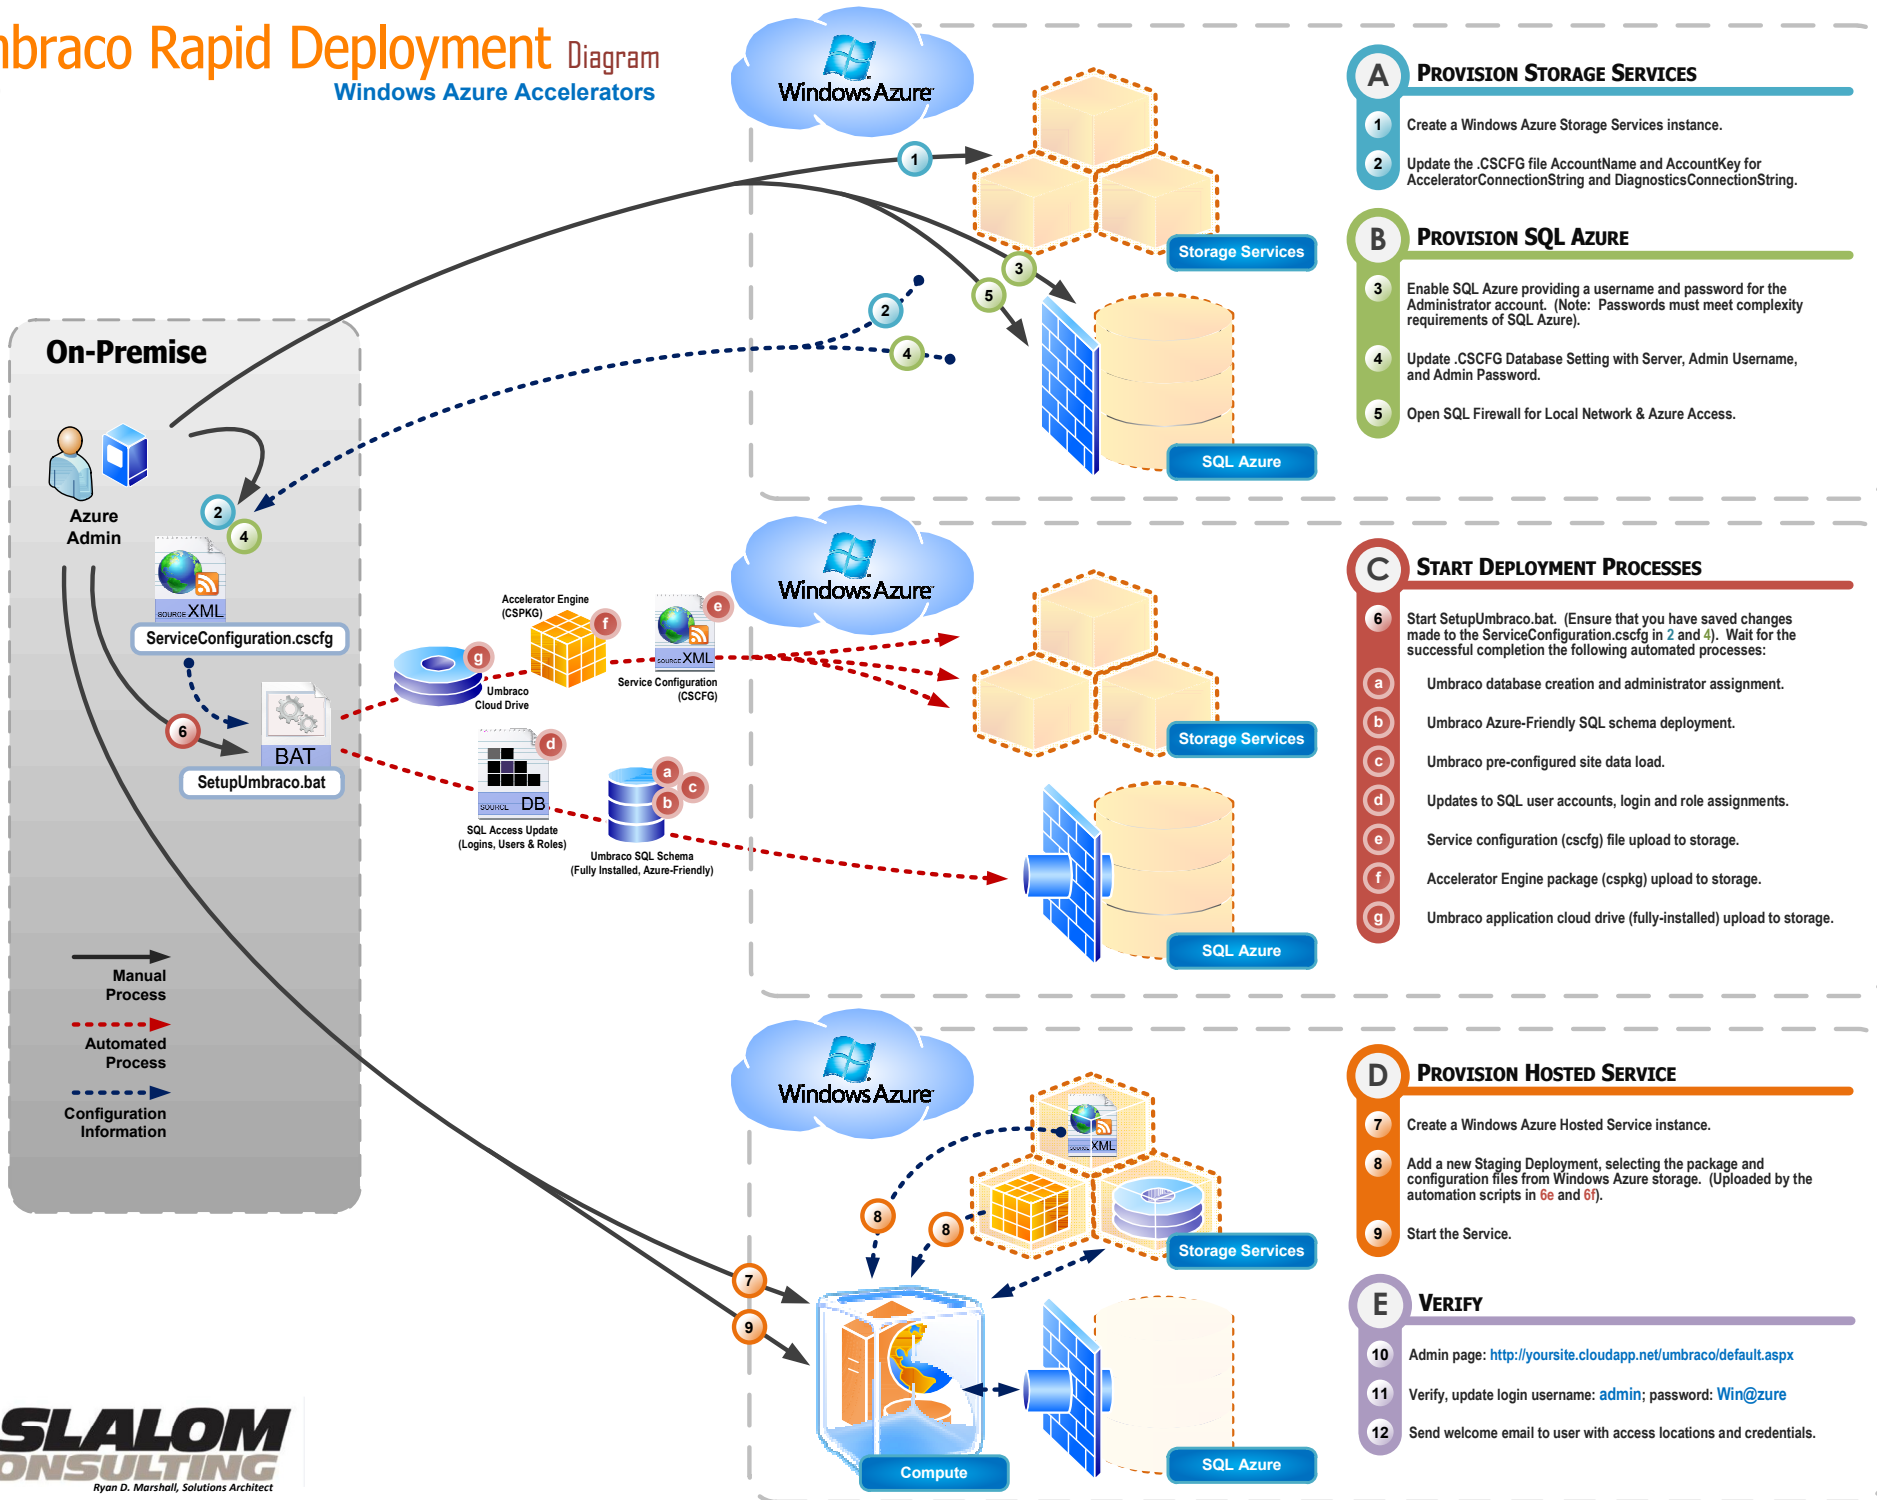 mbraco Rapid Deployment Diagram
Windows Azure Accelerators
Windows Azure
1
Storage Services
3
5
2
4
SQL Azure
A
PROVISION STORAGE SERVICES
1 Create a Windows Azure Storage Services instance.
2 Update the .CSCFG file AccountName and AccountKey for
AcceleratorConnectionString and DiagnosticsConnectionString.
B
PROVISION SQL AZURE
3 Enable SQL Azure providing a username and password for the
Administrator account. (Note: Passwords must meet complexity
requirements of SQL Azure).
4 Update .CSCFG Database Setting with Server, Admin Username,
and Admin Password.
5 Open SQL Firewall for Local Network & Azure Access.
On-Premise
Azure
Admin
2
4
SOURCE XML
ServiceConfiguration.cscfg
6
BAT
SetupUmbraco.bat
Manual
Process
Automated
Process
Configuration
Information
Accelerator Engine
(CSPKG)
f
e
g
Umbraco
Cloud Drive
SOURCE XML
Service Configuration
(CSCFG)
d
SOURCE DB
SQL Access Update
(Logins, Users & Roles)
a
c
b
Umbraco SQL Schema
(Fully Installed, Azure-Friendly)
Windows Azure
Storage Services
SQL Azure
C
START DEPLOYMENT PROCESSES
6 Start SetupUmbraco.bat. (Ensure that you have saved changes
made to the ServiceConfiguration.cscfg in 2 and 4). Wait for the
successful completion the following automated processes:
a Umbraco database creation and administrator assignment.
b Umbraco Azure-Friendly SQL schema deployment.
c Umbraco pre-configured site data load.
d Updates to SQL user accounts, login and role assignments.
e Service configuration (cscfg) file upload to storage.
f Accelerator Engine package (cspkg) upload to storage.
g Umbraco application cloud drive (fully-installed) upload to storage.
Windows Azure
SOURCE XML
8
8
Storage Services
7
9
Compute
SQL Azure
D
PROVISION HOSTED SERVICE
7 Create a Windows Azure Hosted Service instance.
8 Add a new Staging Deployment, selecting the package and
configuration files from Windows Azure storage. (Uploaded by the
automation scripts in 6e and 6f).
9 Start the Service.
E
VERIFY
10 Admin page: http://yoursite.cloudapp.net/umbraco/default.aspx
11 Verify, update login username: admin; password: Win@zure
12 Send welcome email to user with access locations and credentials.
SLALOM
ONSULTING
Ryan D. Marshall, Solutions Architect